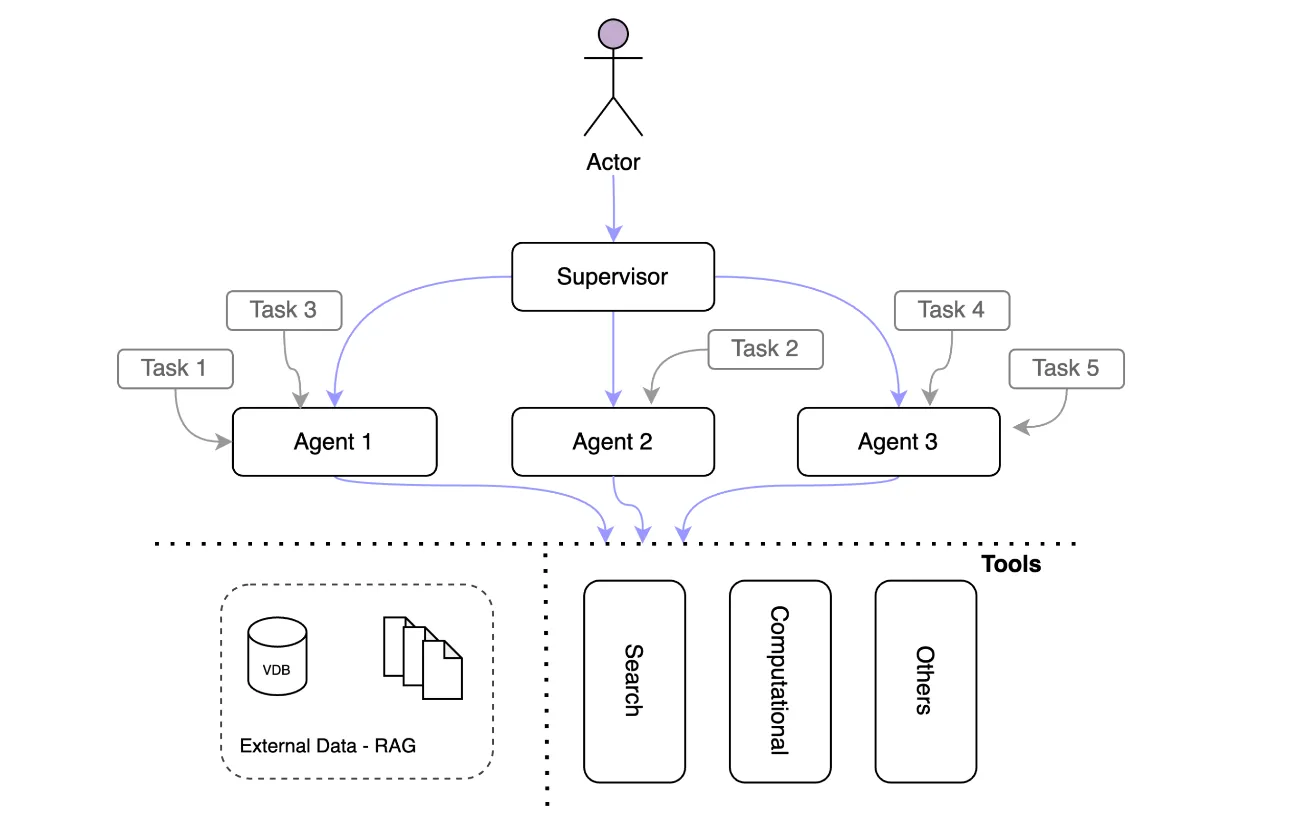 Actor
Supervisor
Task 3
Task 4
Task 2
Task 1
Task 5
Agent 1
Agent 2
Agent 3
Tools
Search
Computational
Others
VDB
External Data - RAG